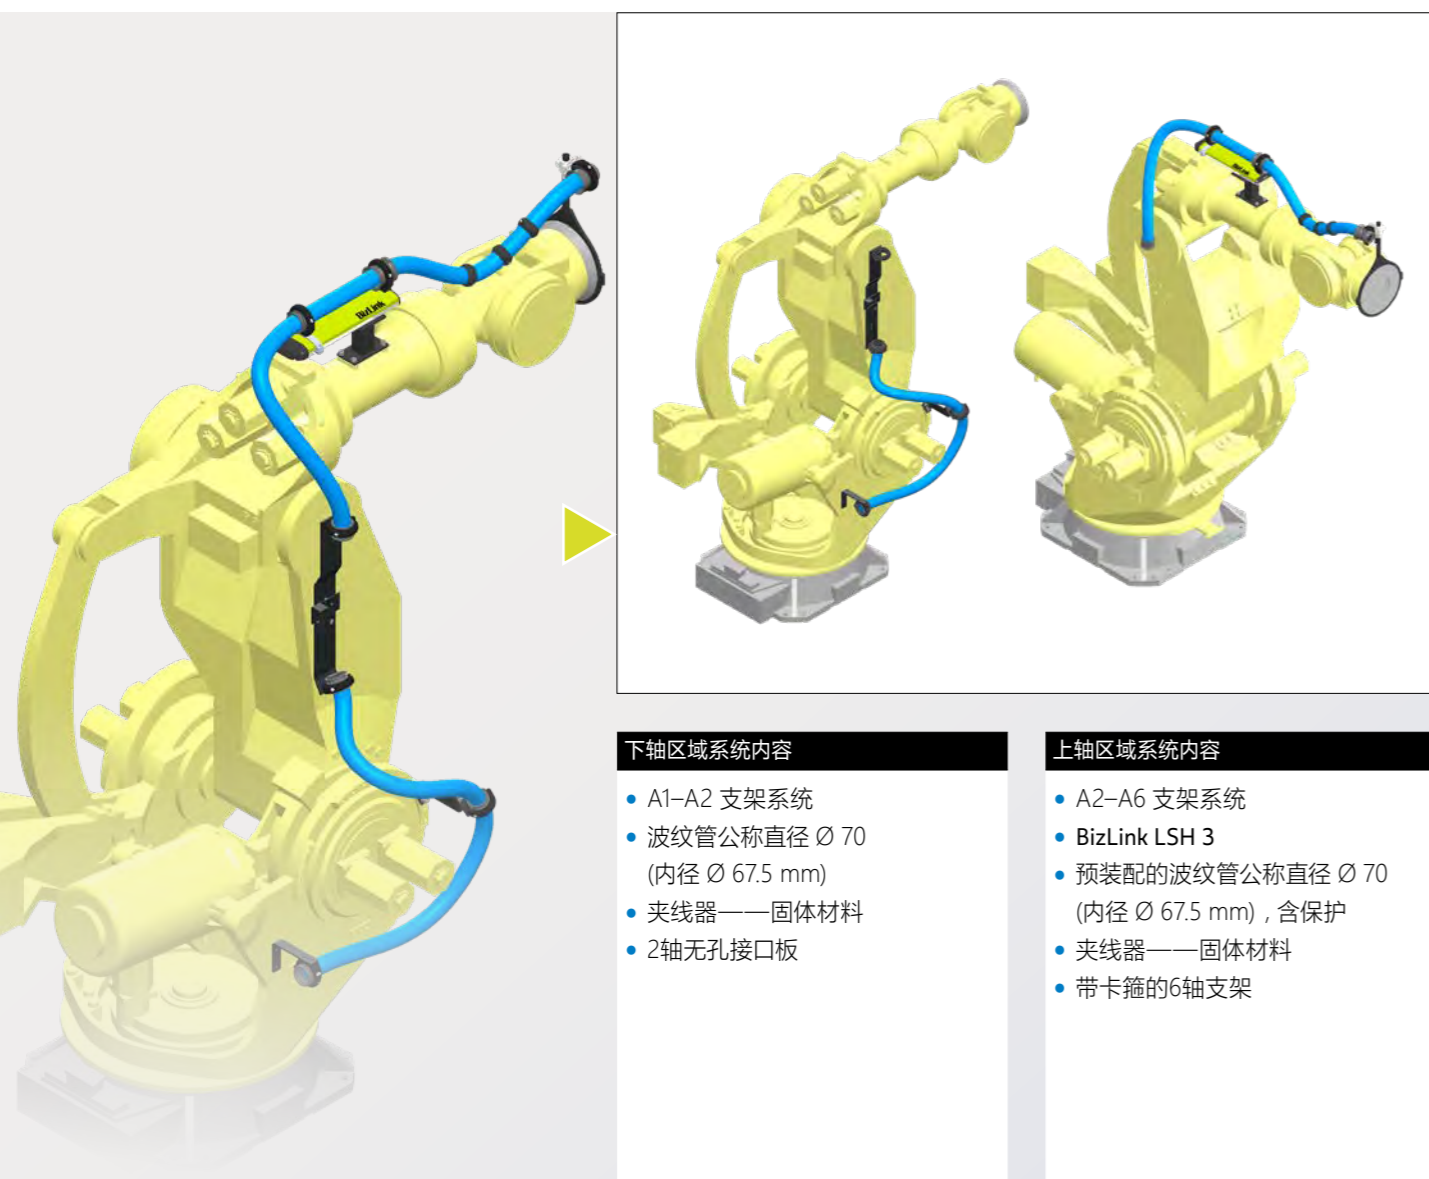 BizLink
BizLink
下轴区域系统内容
• A1–A2 支架系统
• 波纹管公称直径 Ø 70
(内径 Ø 67.5 mm)
• 夹线器——固体材料
• 2轴无孔接口板
上轴区域系统内容
• A2–A6 支架系统
• BizLink LSH 3
• 预装配的波纹管公称直径 Ø 70
(内径 Ø 67.5 mm) , 含保护
• 夹线器——固体材料
• 带卡箍的6轴支架